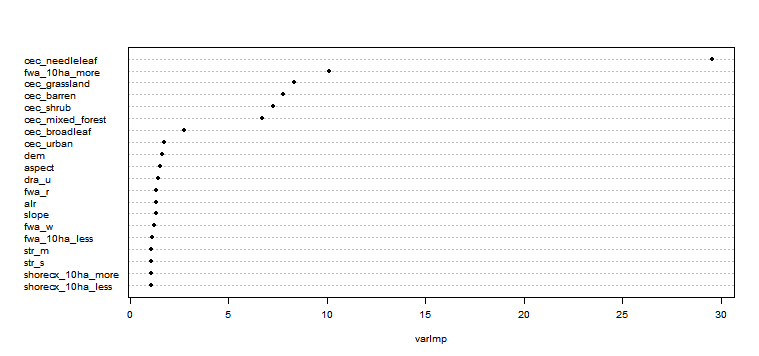 cec_needleleaf
fwa_10ha_more
cec_grassland
cec_barren
cec_shrub
cec_mixed_forest
cec_broadleaf
cec_urban
dem
aspect
dra_u
fwa_r
alr
slope
fwa_w
fwa_10ha_less
str_m
str_s
shorecx_10ha_more
shorecx_10ha_less
0 5 10 15 20 25 30
varImp